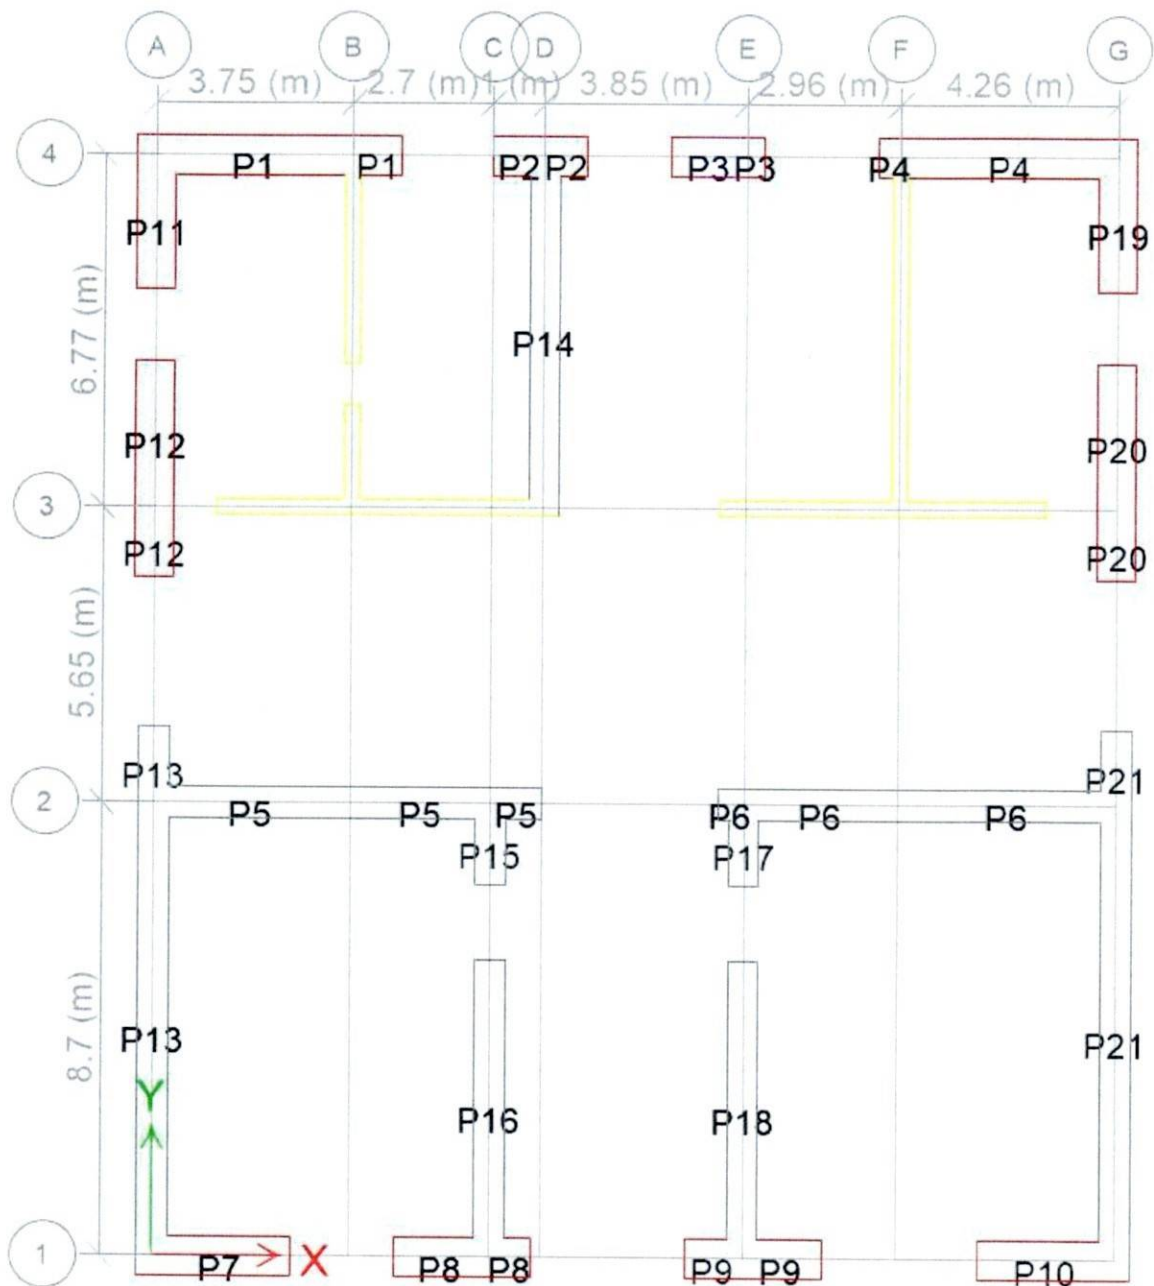 A B C D E F G
3.75 (m) 2.7 (m) 1 (m) 3.85 (m) 2.96 (m) 4.26 (m)
4
P1 P1 P2 P2 P3 P3 P4 P4
P11 P19
6.77 (m)
P14
P12 P20
3
P12 P20
5.65 (m)
P13 P21
2
P5 P5 P5 P6 P6 P6
P15 P17
8.7 (m)
P13 P21
Y
P16 P18
1
X
P7 P8 P8 P9 P9 P10